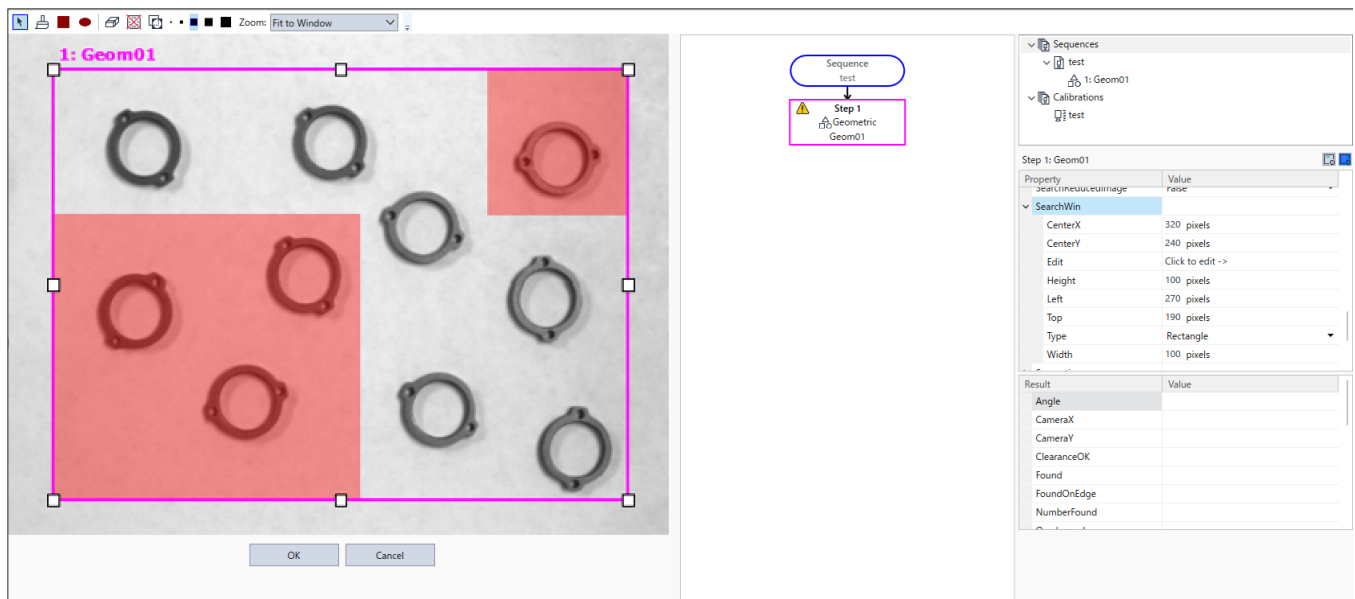 Zoom: Fit to Window
1: Geom01
OK
Cancel
Sequence
test
Step 1
Geometric
Geom01
Sequences
test
1: Geom01
Calibrations
test
Step 1: Geom01
Property Value
SearchReducedImage False
SearchWin
CenterX 320 pixels
CenterY 240 pixels
Edit Click to edit ->
Height 100 pixels
Left 270 pixels
Top 190 pixels
Type Rectangle
Width 100 pixels
Result Value
Angle
CameraX
CameraY
ClearanceOK
Found
FoundOnEdge
NumberFound